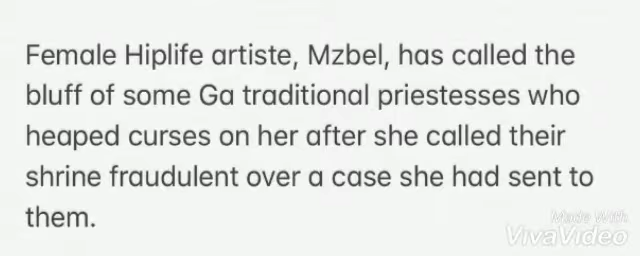 Female Hiplife artiste, Mzbel, has called the
bluff of some Ga traditional priestesses who
heaped curses on her after she called their
shrine fraudulent over a case she had sent to
them.
Made With
VivaVideo